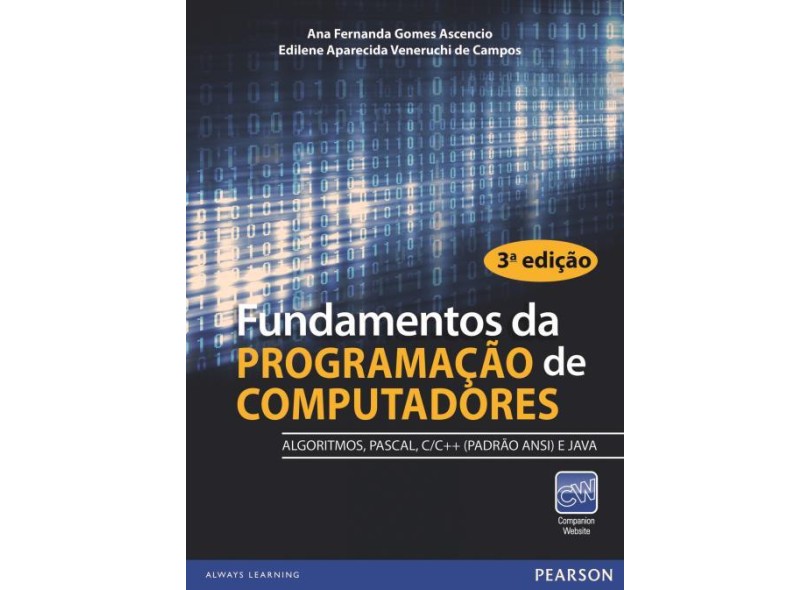 Ana Fernanda Gomes Ascencio
Edilene Aparecida Veneruchi de Campos
3ª edição
Fundamentos da
PROGRAMAÇÃO de
COMPUTADORES
ALGORITMOS, PASCAL, C/C++ (PADRÃO ANSI) E JAVA
CW
Companion
Website
ALWAYS LEARNING
PEARSON